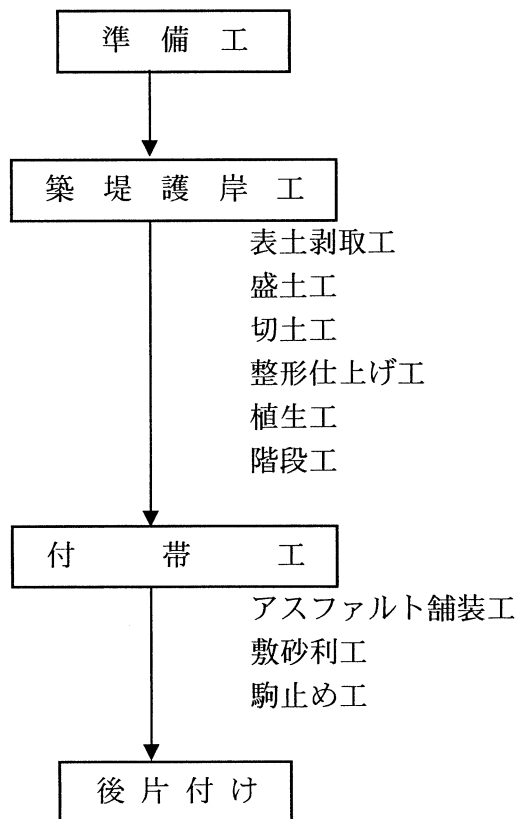 準備工
築堤護岸工
表土剥取工
盛土工
切土工
整形仕上げ工
植生工
階段工
付帯工
アスファルト舗装工
敷砂利工
駒止め工
後片付け